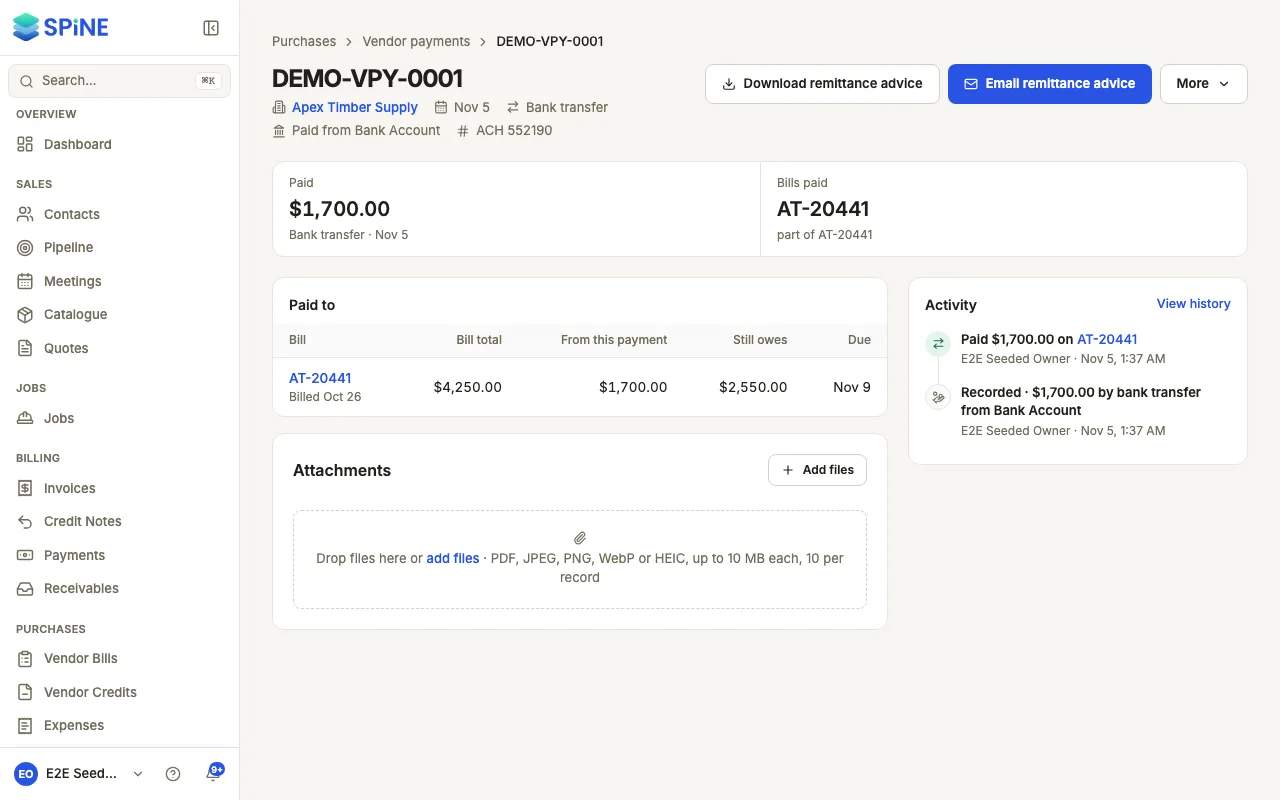 SPiNE
Search...
⌘K
OVERVIEW
Dashboard
SALES
Contacts
Pipeline
Meetings
Catalogue
Quotes
JOBS
Jobs
BILLING
Invoices
Credit Notes
Payments
Receivables
PURCHASES
Vendor Bills
Vendor Credits
Expenses
EO
E2E Seed...
9+
Purchases > Vendor payments > DEMO-VPY-0001
DEMO-VPY-0001
Apex Timber Supply Nov 5 Bank transfer
Paid from Bank Account # ACH 552190
Download remittance advice
Email remittance advice
More
Paid
$1,700.00
Bank transfer · Nov 5
Bills paid
AT-20441
part of AT-20441
Paid to
Bill Bill total From this payment Still owes Due
AT-20441 $4,250.00 $1,700.00 $2,550.00 Nov 9
Billed Oct 26
Attachments
+ Add files
Drop files here or add files · PDF, JPEG, PNG, WebP or HEIC, up to 10 MB each, 10 per
record
Activity
View history
Paid $1,700.00 on AT-20441
E2E Seeded Owner · Nov 5, 1:37 AM
Recorded · $1,700.00 by bank transfer
from Bank Account
E2E Seeded Owner · Nov 5, 1:37 AM